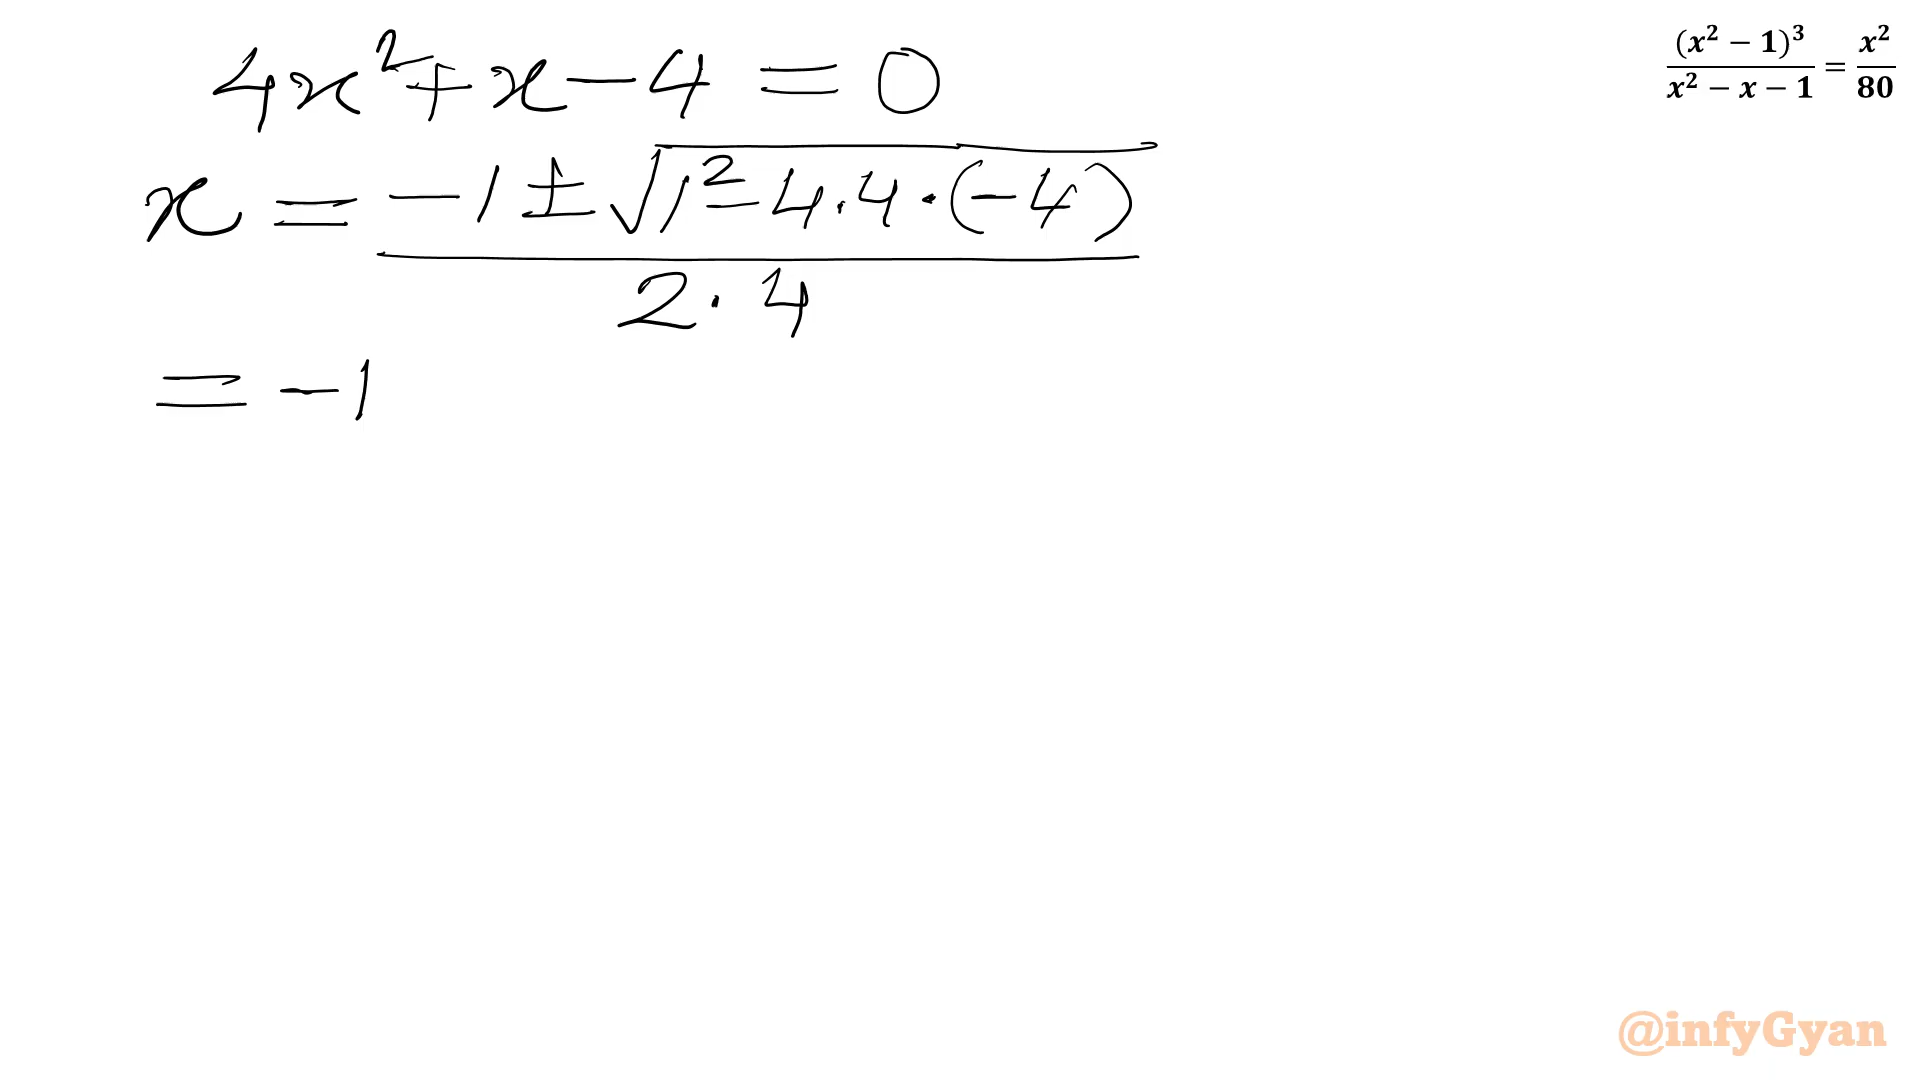 4x² + x − 4 = 0
(x² − 1)³ / x² − x − 1 = x² / 80
x = −1 ± √1² − 4.4.(−4) / 2.4
= −1
@infyGyan